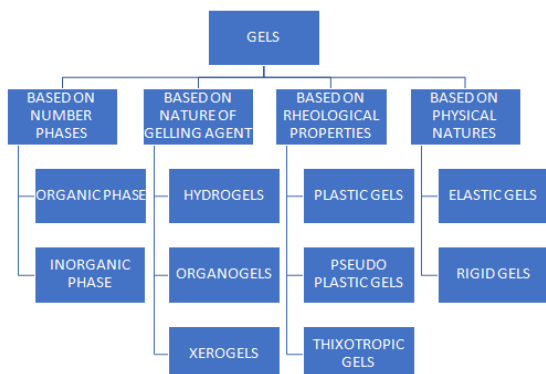 GELS
BASED ON
NUMBER
PHASES
BASED ON
NATURE OF
GELLING AGENT
BASED ON
RHEOLOGICAL
PROPERTIES
BASED ON
PHYSICAL
NATURES
ORGANIC PHASE
INORGANIC
PHASE
HYDROGELS
ORGANOGELS
XEROGELS
PLASTIC GELS
PSEUDO
PLASTIC GELS
THIXOTROPIC
GELS
ELASTIC GELS
RIGID GELS